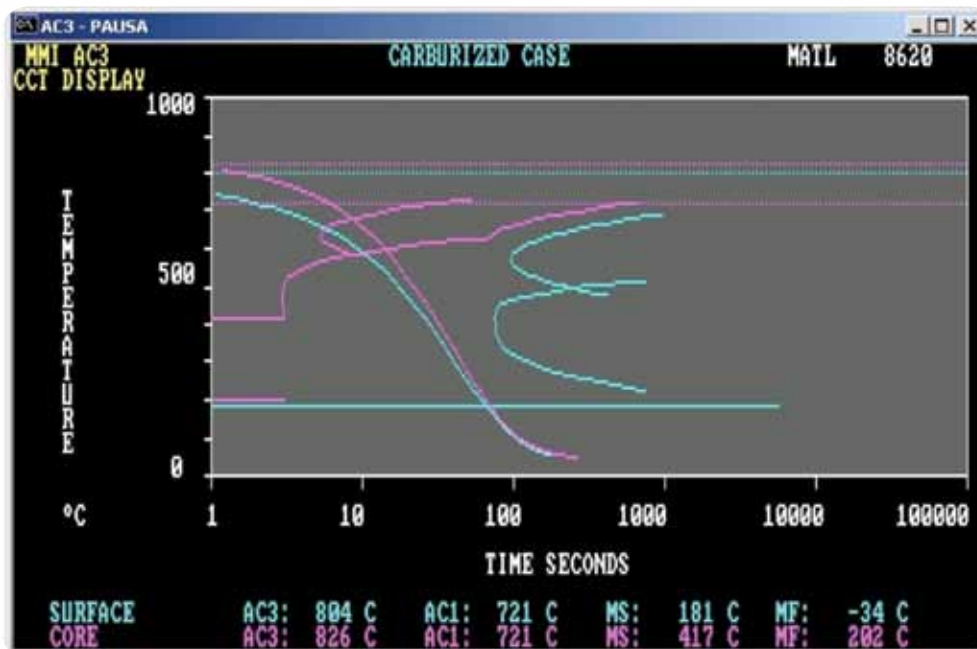 AC3 - PAUSA
MMI AC3 CARBURIZED CASE MATL 8620
CCT DISPLAY
1000
TEMPERATURE
500
0
°C 1 10 100 1000 10000 100000
TIME SECONDS
SURFACE AC3: 804 C AC1: 721 C MS: 181 C MF: -34 C
CORE AC3: 826 C AC1: 721 C MS: 417 C MF: 202 C